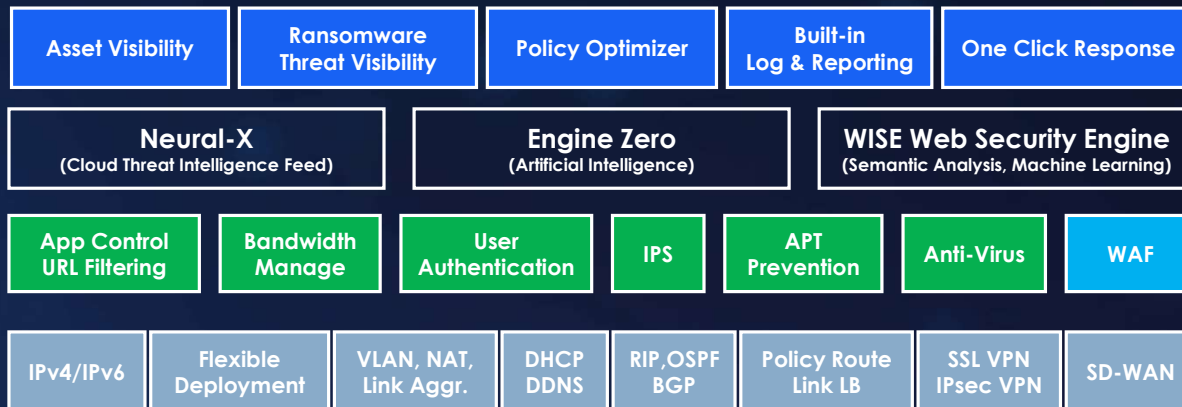 Asset Visibility
Ransomware
Threat Visibility
Policy Optimizer
Built-in
Log & Reporting
One Click Response
Neural-X
(Cloud Threat Intelligence Feed)
Engine Zero
(Artificial Intelligence)
WISE Web Security Engine
(Semantic Analysis, Machine Learning)
App Control
URL Filtering
Bandwidth
Manage
User
Authentication
IPS
APT
Prevention
Anti-Virus
WAF
IPv4/IPv6
Flexible
Deployment
VLAN, NAT,
Link Aggr.
DHCP
DDNS
RIP,OSPF
BGP
Policy Route
Link LB
SSL VPN
IPsec VPN
SD-WAN